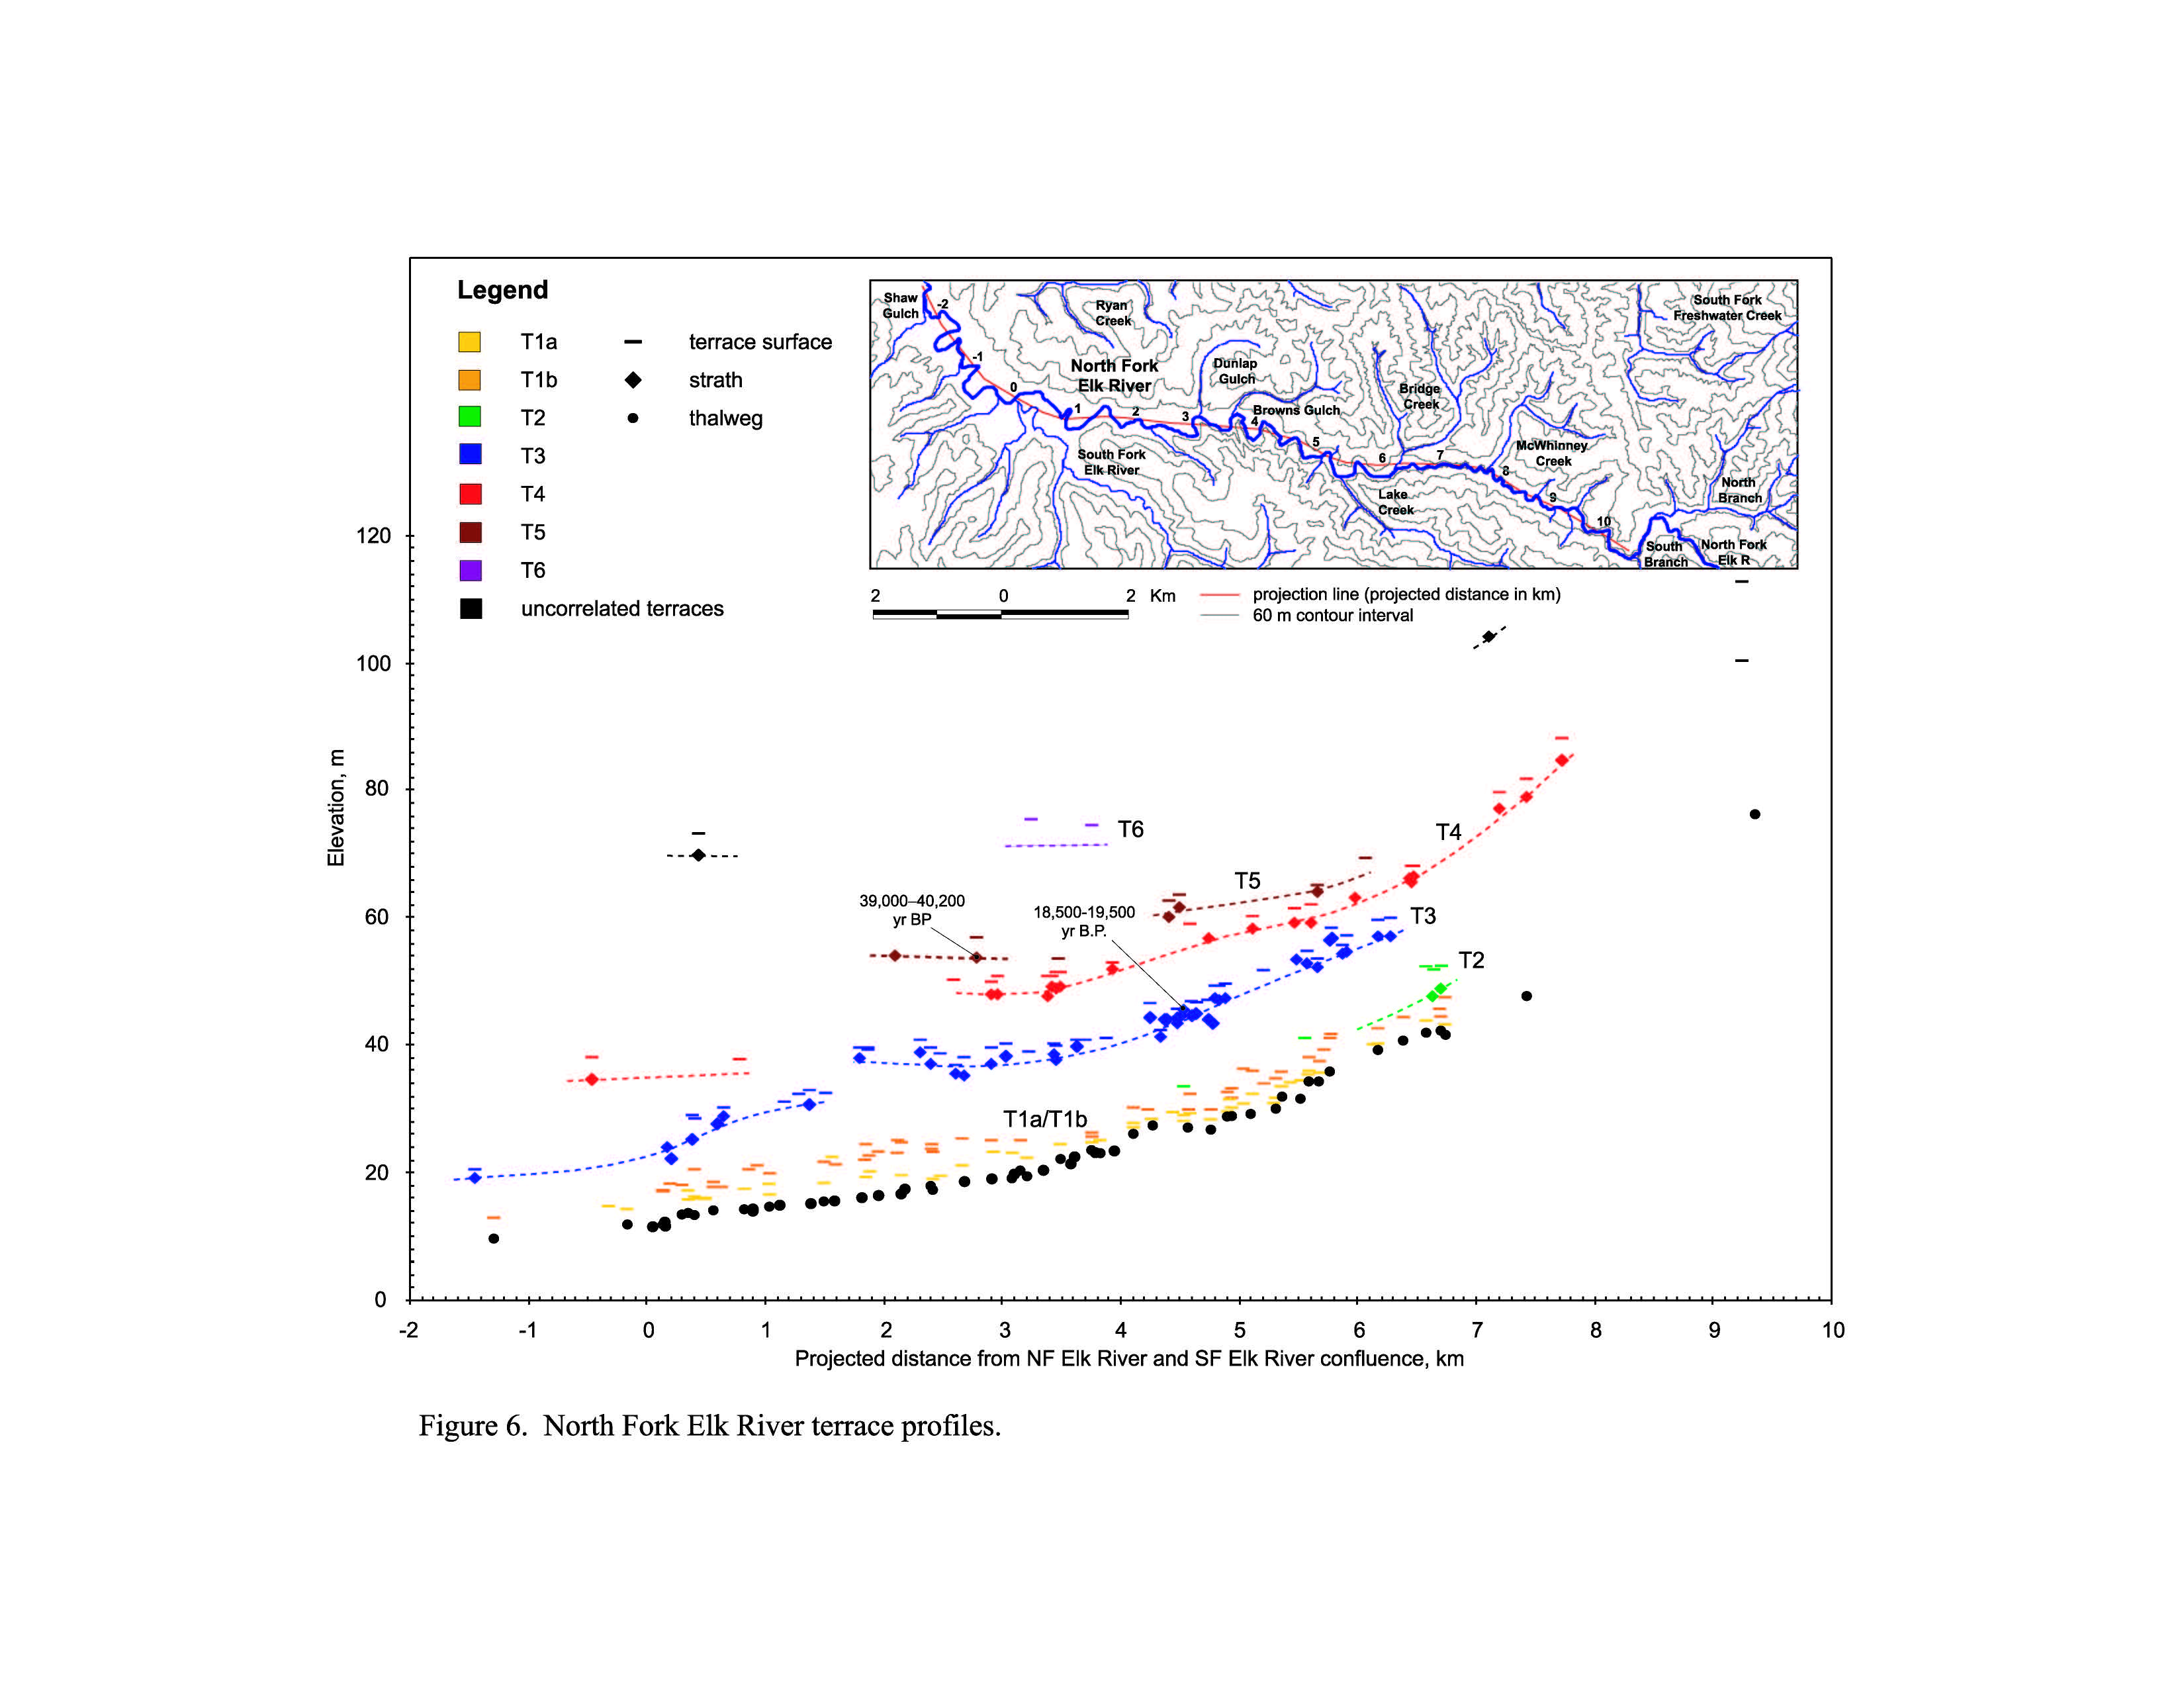 Legend
T1a
terrace surface
T1b
strath
T2
thalweg
T3
T4
T5
T6
uncorrelated terraces
Shaw
Gulch
-2
-1
0
1
2
3
4
5
6
7
8
9
10
Ryan
Creek
North Fork
Elk River
Dunlap
Gulch
Browns Gulch
Bridge
Creek
South Fork
Freshwater Creek
McWhinney
Creek
South Fork
Elk River
Lake
Creek
North
Branch
South
Branch
North Fork
Elk R
2 0 2 Km
projection line (projected distance in km)
60 m contour interval
Elevation, m
120
100
80
60
40
20
0
T6
T5
T4
T3
T2
T1a/T1b
39,000–40,200
yr BP
18,500-19,500
yr B.P.
-2 -1 0 1 2 3 4 5 6 7 8 9 10
Projected distance from NF Elk River and SF Elk River confluence, km
Figure 6. North Fork Elk River terrace profiles.